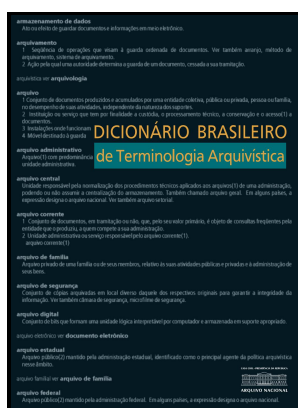 armazenamento de dados
Ato ou efeito de guardar documentos e informações em meio eletrônico.
arquivamento
1 Seqüência de operações que visam à guarda ordenada de documentos. Ver também arranjo, método de
arquivamento, sistema de arquivamento.
2 Ação pela qual uma autoridade determina a guarda de um documento, cessada a sua tramitação.
arquivística ver arquivologia
arquivo
1 Conjunto de documentos produzidos e acumulados por uma entidade coletiva, pública ou privada, pessoa ou família,
no desempenho de suas atividades, independente da natureza dos suportes.
2 Instituição ou serviço que tem por finalidade a custódia, o processamento técnico, a conservação e o acesso(1) a
documentos.
3 Instalações onde funcionam
4 Móvel destinado à guarda
DICIONÁRIO BRASILEIRO
arquivo administrativo
Arquivo(1) com predominância
unidade administrativa.
de Terminologia Arquivística
arquivo central
Unidade responsável pela normalização dos procedimentos técnicos aplicados aos arquivos(1) de uma administração,
podendo ou não assumir a centralização do armazenamento. Também chamado arquivo geral. Em alguns países, a
expressão designa o arquivo nacional. Ver também arquivo setorial.
arquivo corrente
1 Conjunto de documentos, em tramitação ou não, que, pelo seu valor primário, é objeto de consultas freqüentes pela
entidade que o produziu, a quem compete a sua administração.
2 Unidade administrativa ou serviço responsável pelo arquivo corrente(1).
arquivo corrente(1)
arquivo de família
Arquivo privado de uma família ou de seus membros, relativo às suas atividades públicas e privadas e à administração de
seus bens.
arquivo de segurança
Conjunto de cópias arquivadas em local diverso daquele dos respectivos originais para garantir a integridade da
informação. Ver também câmara de segurança, microfilme de segurança.
arquivo digital
Conjunto de bits que formam uma unidade lógica interpretável por computador e armazenada em suporte apropriado
arquivo eletrônico ver documento eletrônico
arquivo estadual
Arquivo público(2) mantido pela administração estadual, identificado como o principal agente da política arquivística
nesse âmbito.
arquivo familiar ver arquivo de família
ARQUIVO NACIONAL
arquivo federal
Arquivo público(2) mantido pela administração federal. Em alguns países, a expressão designa o arquivo nacional.